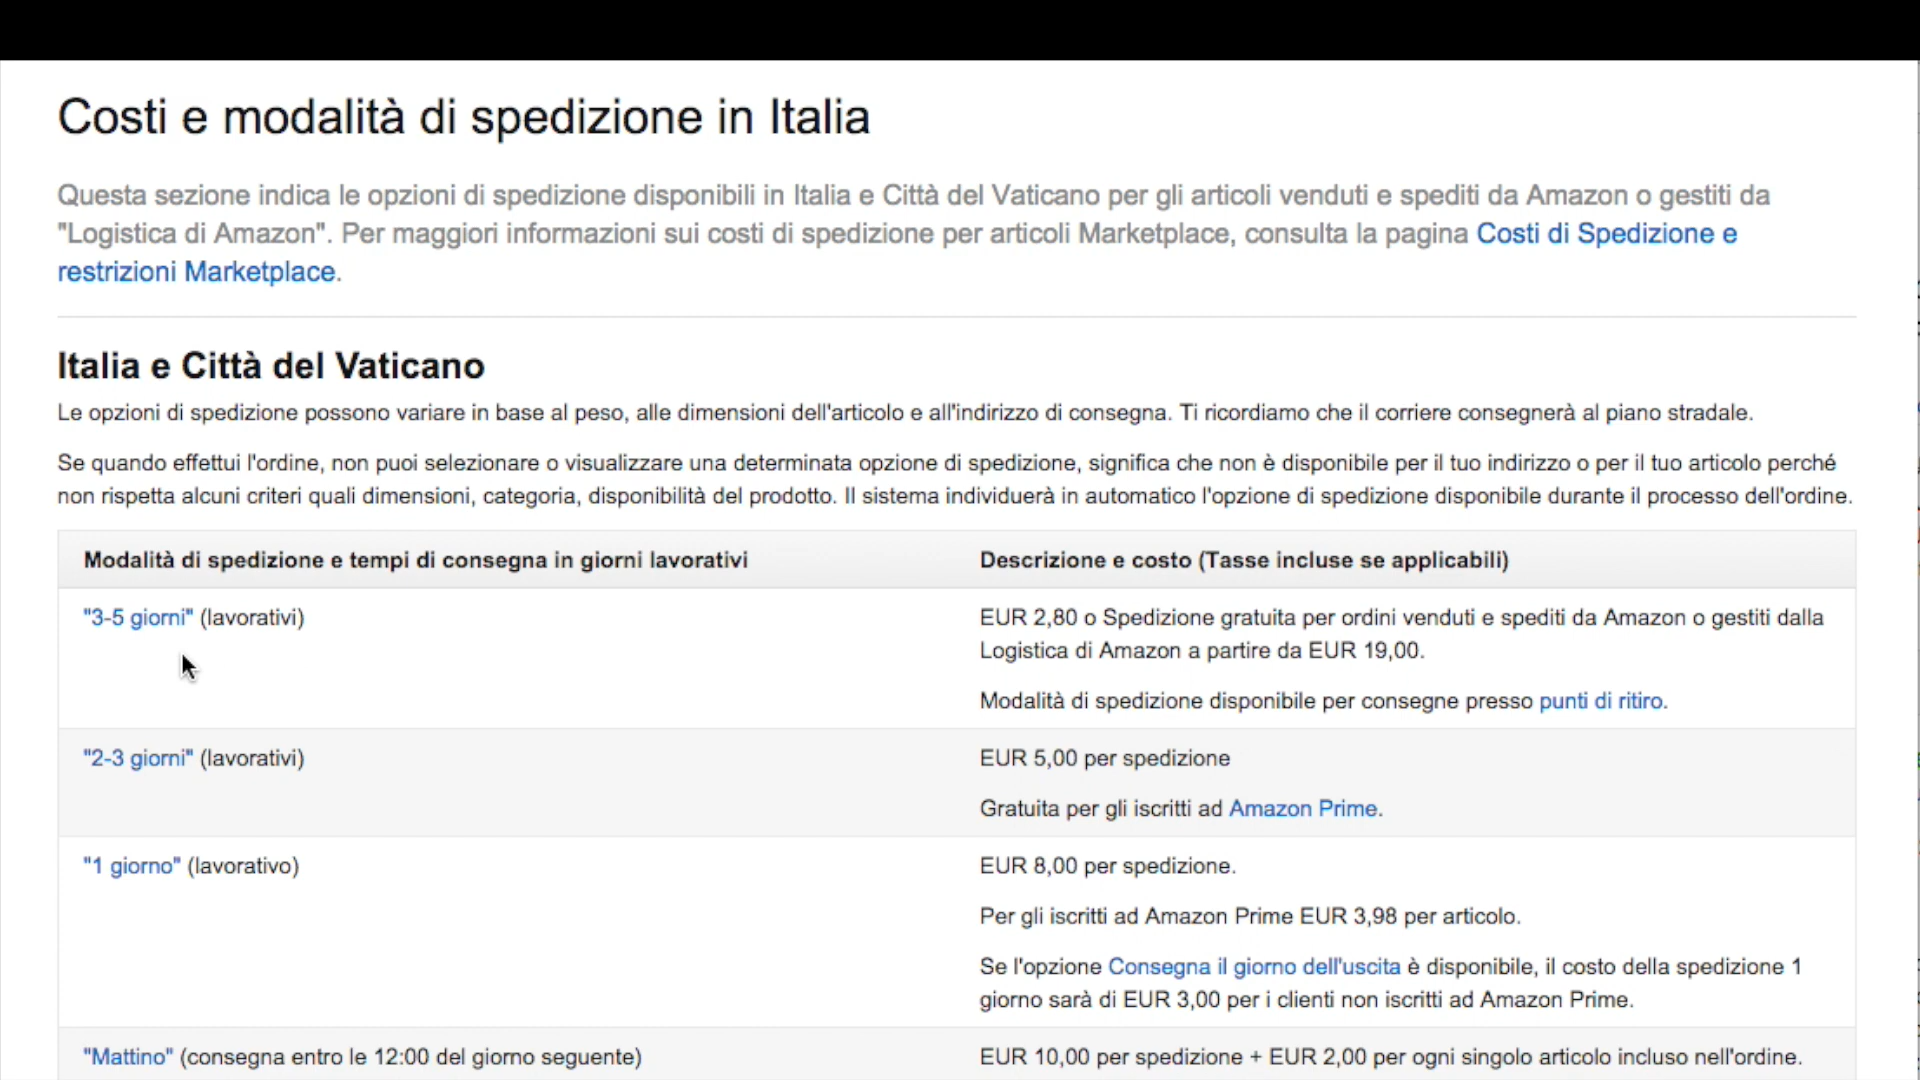 Costi e modalità di spedizione in Italia
Questa sezione indica le opzioni di spedizione disponibili in Italia e Città del Vaticano per gli articoli venduti e spediti da Amazon o gestiti da
"Logistica di Amazon". Per maggiori informazioni sui costi di spedizione per articoli Marketplace, consulta la pagina Costi di Spedizione e
restrizioni Marketplace.
Italia e Città del Vaticano
Le opzioni di spedizione possono variare in base al peso, alle dimensioni dell'articolo e all'indirizzo di consegna. Ti ricordiamo che il corriere consegnerà al piano stradale.
Se quando effettui l'ordine, non puoi selezionare o visualizzare una determinata opzione di spedizione, significa che non è disponibile per il tuo indirizzo o per il tuo articolo perché
non rispetta alcuni criteri quali dimensioni, categoria, disponibilità del prodotto. Il sistema individuerà in automatico l'opzione di spedizione disponibile durante il processo dell'ordine.
Modalità di spedizione e tempi di consegna in giorni lavorativi
Descrizione e costo (Tasse incluse se applicabili)
"3-5 giorni" (lavorativi)
EUR 2,80 o Spedizione gratuita per ordini venduti e spediti da Amazon o gestiti dalla
Logistica di Amazon a partire da EUR 19,00.
Modalità di spedizione disponibile per consegne presso punti di ritiro.
"2-3 giorni" (lavorativi)
EUR 5,00 per spedizione
Gratuita per gli iscritti ad Amazon Prime.
"1 giorno" (lavorativo)
EUR 8,00 per spedizione.
Per gli iscritti ad Amazon Prime EUR 3,98 per articolo.
Se l'opzione Consegna il giorno dell'uscita è disponibile, il costo della spedizione 1
giorno sarà di EUR 3,00 per i clienti non iscritti ad Amazon Prime.
"Mattino" (consegna entro le 12:00 del giorno seguente)
EUR 10,00 per spedizione + EUR 2,00 per ogni singolo articolo incluso nell'ordine.